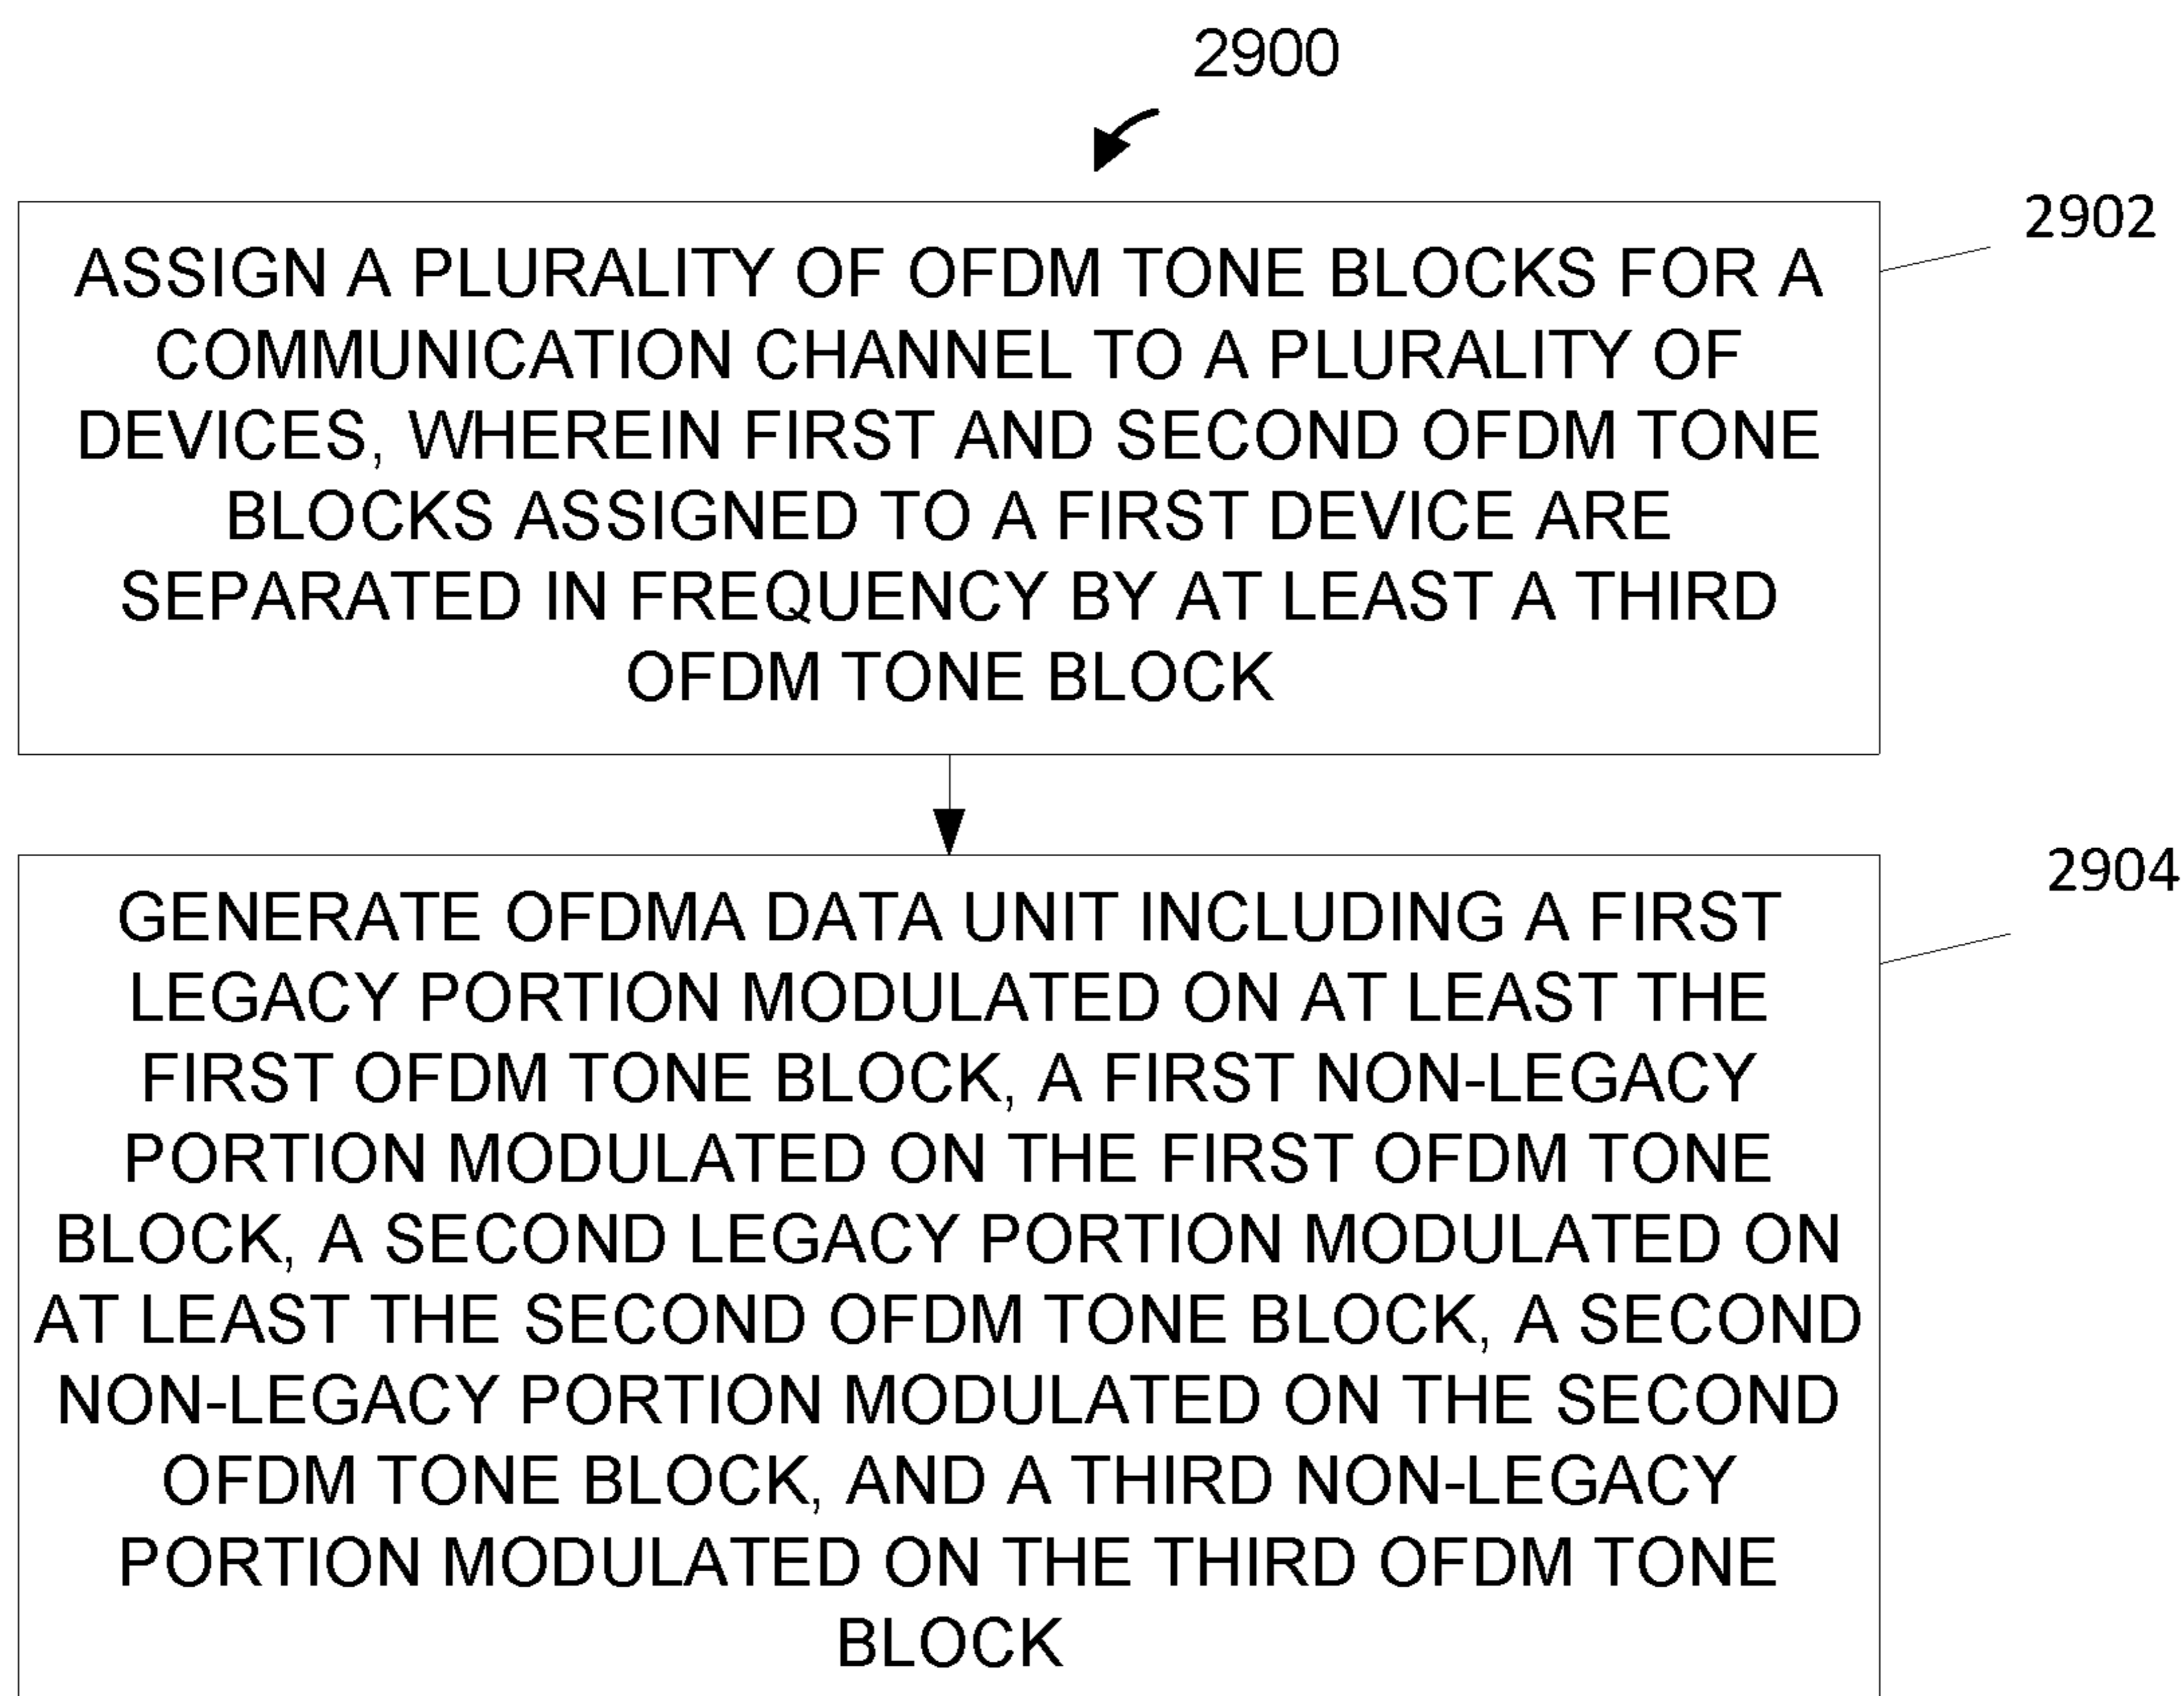 2900
2902
ASSIGN A PLURALITY OF OFDM TONE BLOCKS FOR A
COMMUNICATION CHANNEL TO A PLURALITY OF
DEVICES, WHEREIN FIRST AND SECOND OFDM TONE
BLOCKS ASSIGNED TO A FIRST DEVICE ARE
SEPARATED IN FREQUENCY BY AT LEAST A THIRD
OFDM TONE BLOCK
2904
GENERATE OFDMA DATA UNIT INCLUDING A FIRST
LEGACY PORTION MODULATED ON AT LEAST THE
FIRST OFDM TONE BLOCK, A FIRST NON-LEGACY
PORTION MODULATED ON THE FIRST OFDM TONE
BLOCK, A SECOND LEGACY PORTION MODULATED ON
AT LEAST THE SECOND OFDM TONE BLOCK, A SECOND
NON-LEGACY PORTION MODULATED ON THE SECOND
OFDM TONE BLOCK, AND A THIRD NON-LEGACY
PORTION MODULATED ON THE THIRD OFDM TONE
BLOCK